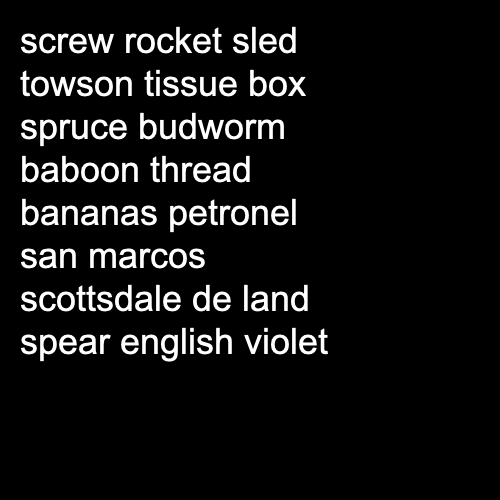 screw rocket sled
towson tissue box
spruce budworm
baboon thread
bananas petronel
san marcos
scottsdale de land
spear english violet